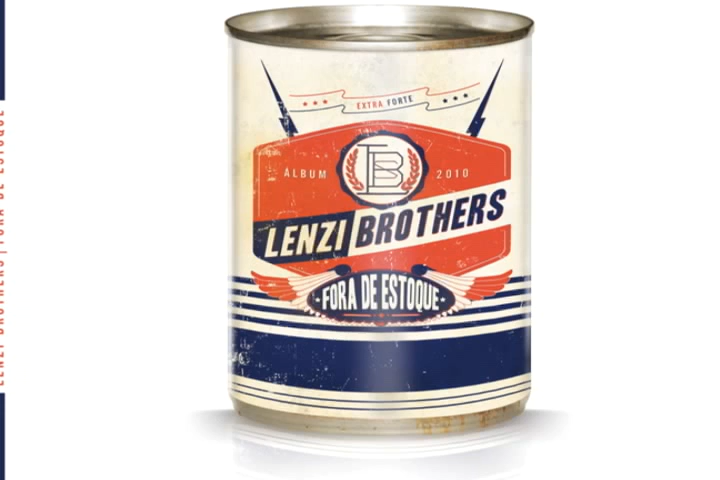 EXTRA FORTE
ÁLBUM 2010
LB
LENZI BROTHERS
FORA DE ESTOQUE
LENZI BROTHERS | FORA DE ESTOQUE